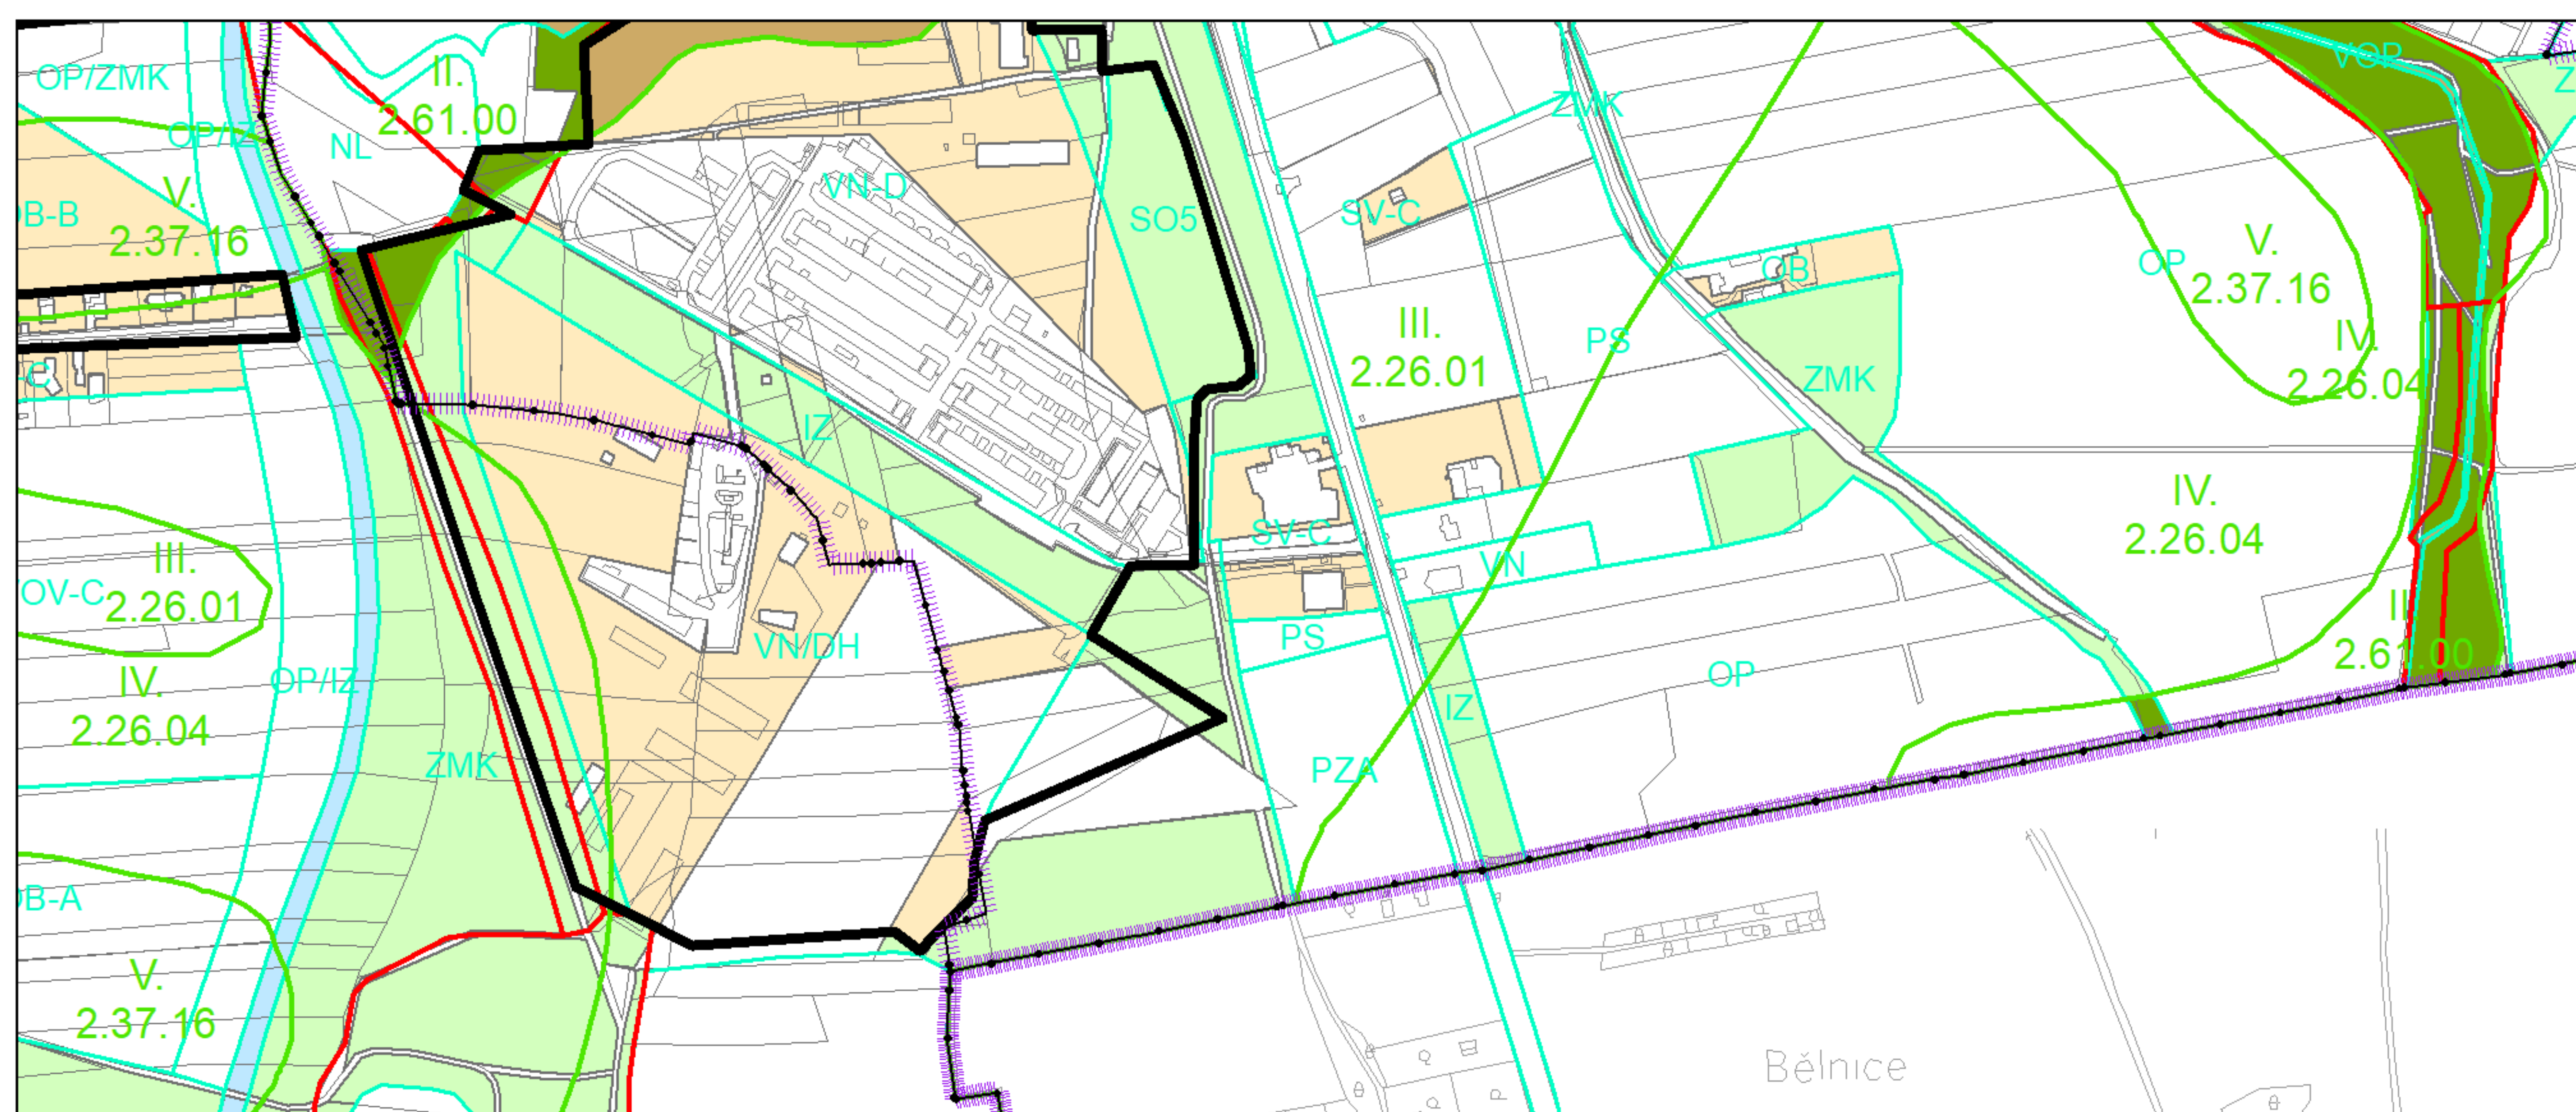 OP/ZMK
II.
2.61.00
OP/IZ
NL
V.
2.37.16
B-B
VN-D
SO5
ZMK
SV-C
VOP
Z
OP
V.
2.37.16
OB
III.
2.26.01
PS
IV.
2.26.04
ZMK
-C
IZ
III.
2.26.01
OV-C
SV-C
VN
IV.
2.26.04
VN/DH
PS
II
2.61.00
IV.
2.26.04
OP/IZ
OP
IZ
ZMK
PZA
B-A
V.
2.37.16
Bělnice